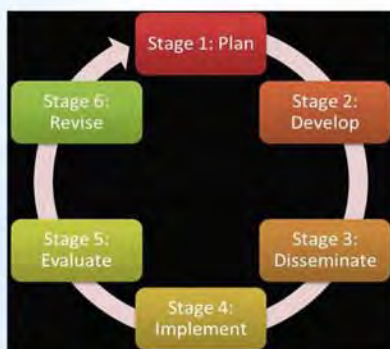 Stage 1: Plan
Stage 2:
Develop
Stage 3:
Disseminate
Stage 4:
Implement
Stage 5:
Evaluate
Stage 6:
Revise